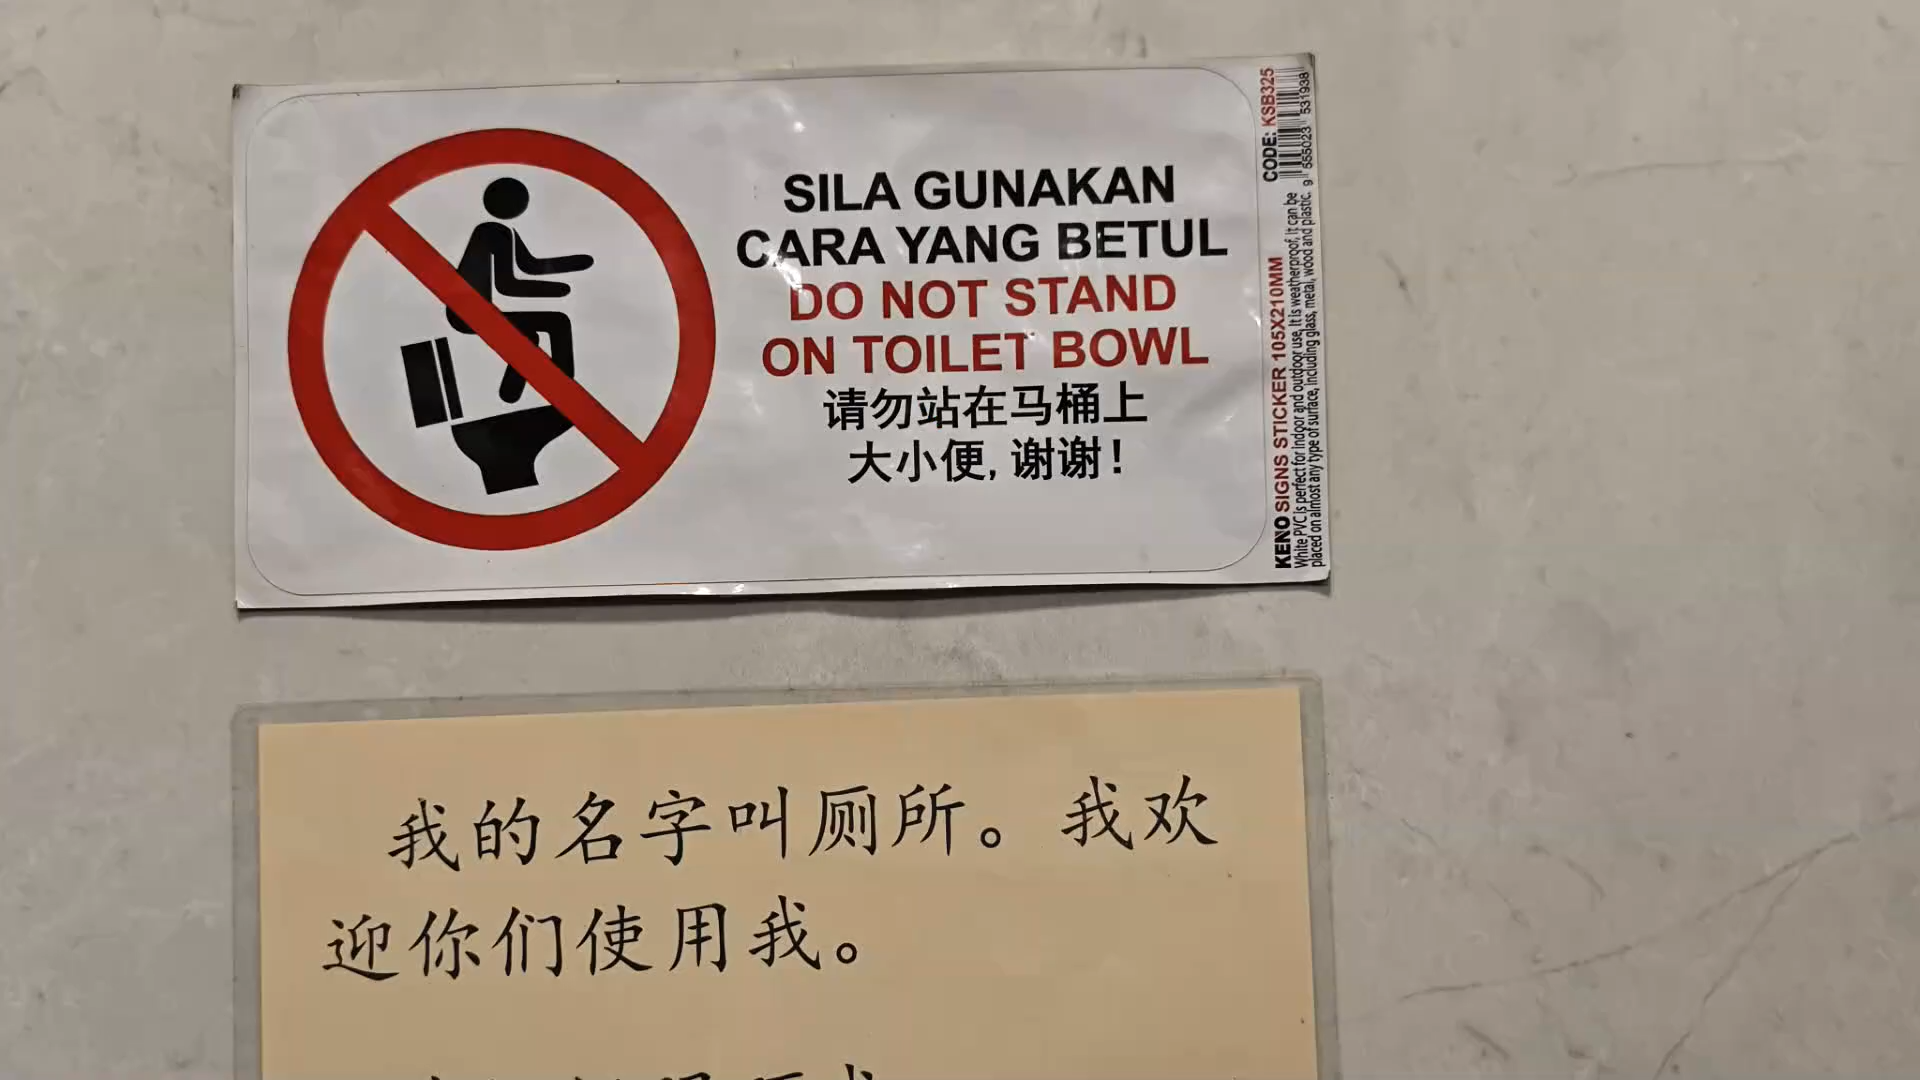 SILA GUNAKAN
CARA YANG BETUL
DO NOT STAND
ON TOILET BOWL
请勿站在马桶上
大小便,谢谢!
KENO SIGNS STICKER 105X210MM CODE: KSB325
White PVC is perfect for indoor and outdoor use. It is weatherproof, it can be
placed on almost any type of surface, including glass, metal, wood and plastic.
9 555023 531938
我的名字叫厕所。我欢
迎你们使用我。